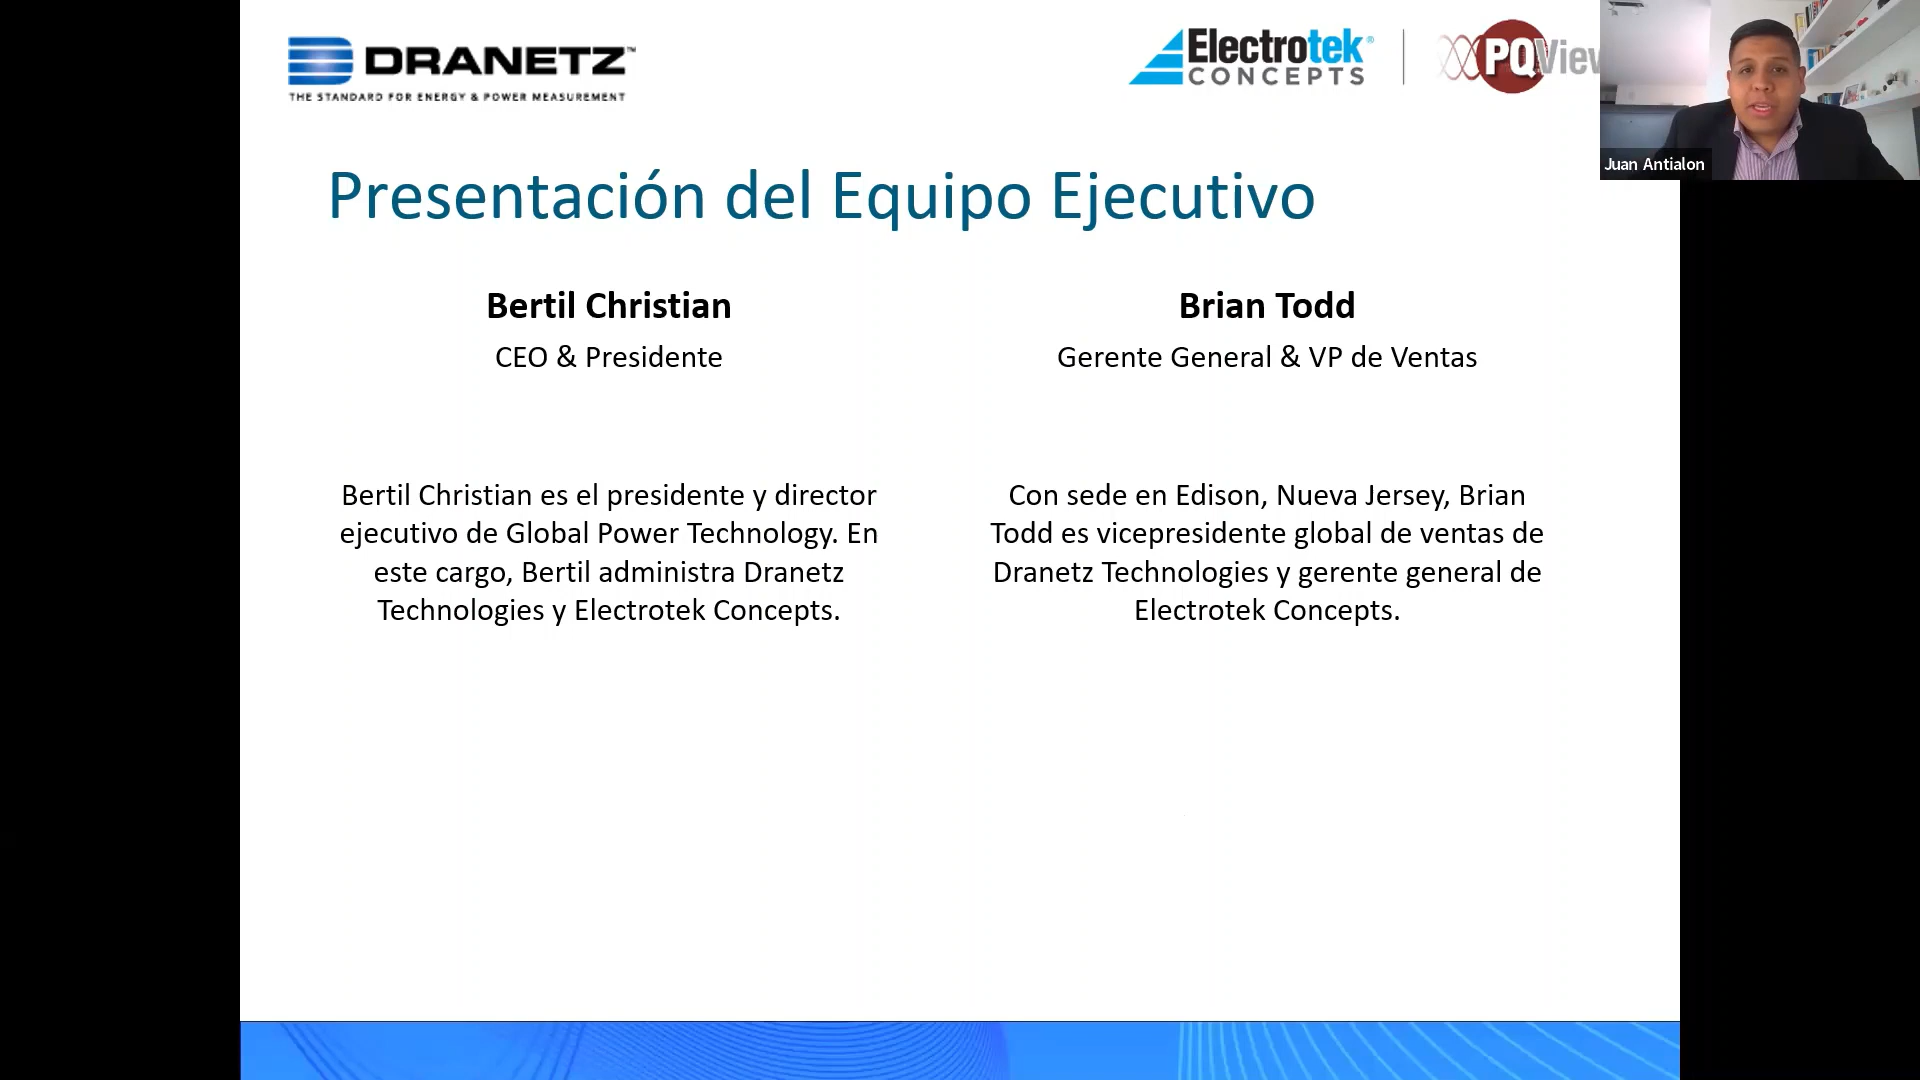 DRANETZ™
THE STANDARD FOR ENERGY & POWER MEASUREMENT
Electrotek®
CONCEPTS
PQView
Juan Antialon
Presentación del Equipo Ejecutivo
Bertil Christian
CEO & Presidente
Bertil Christian es el presidente y director
ejecutivo de Global Power Technology. En
este cargo, Bertil administra Dranetz
Technologies y Electrotek Concepts.
Brian Todd
Gerente General & VP de Ventas
Con sede en Edison, Nueva Jersey, Brian
Todd es vicepresidente global de ventas de
Dranetz Technologies y gerente general de
Electrotek Concepts.